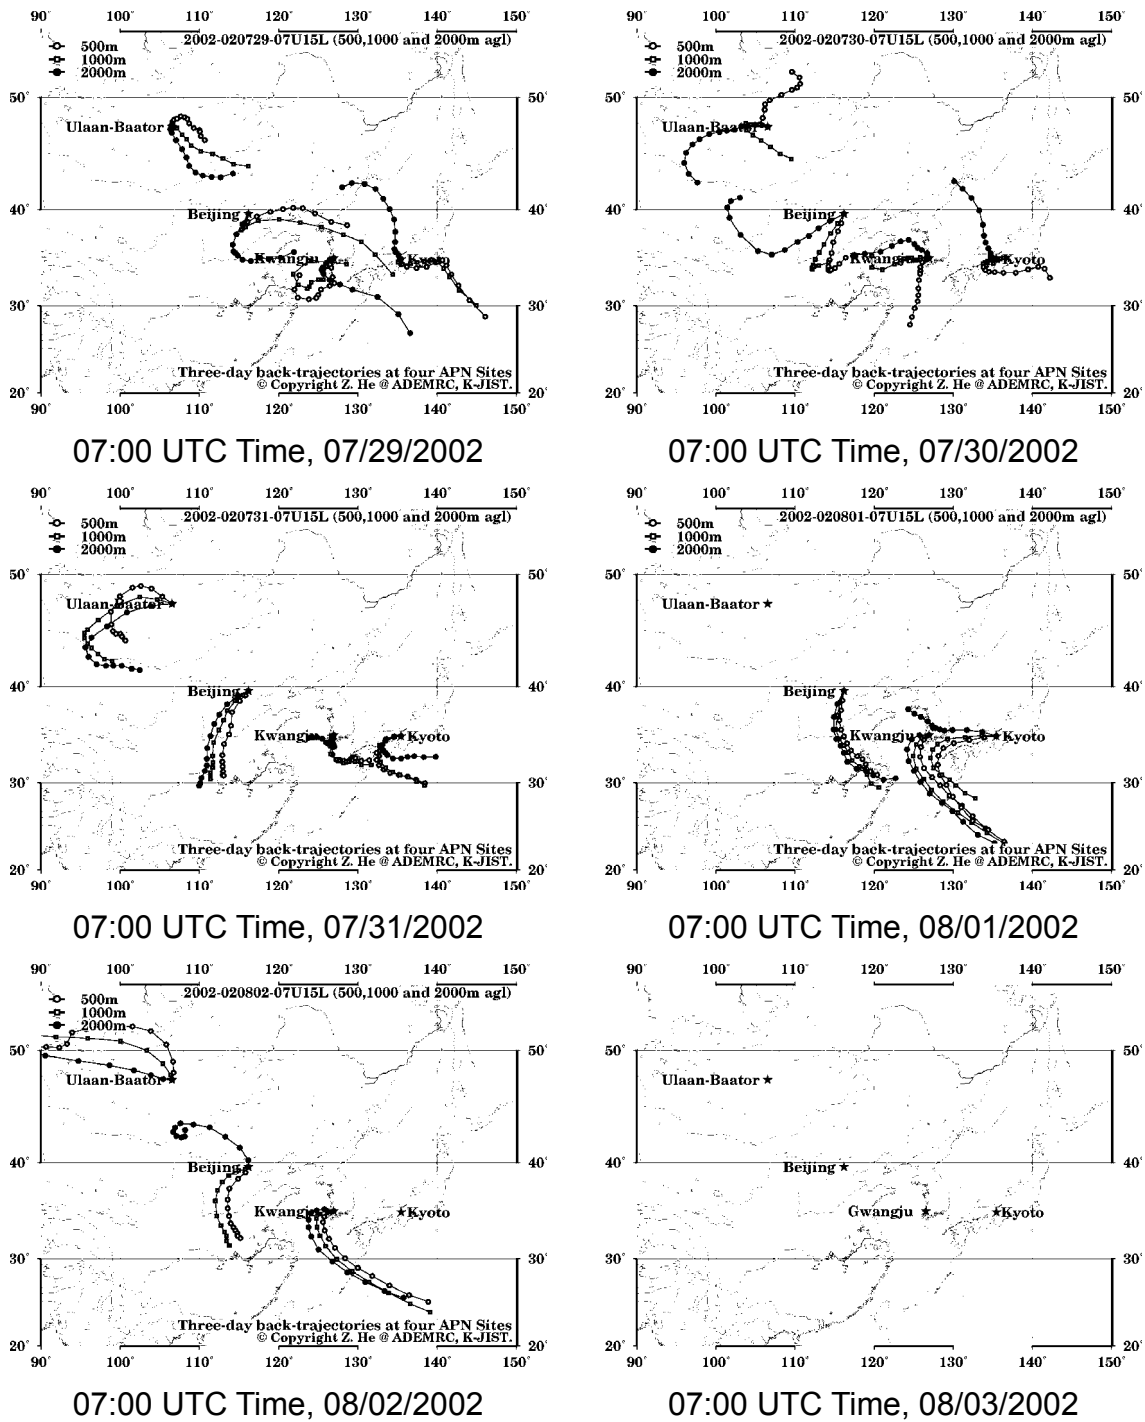 90° 100° 110° 120° 130° 140° 150°
2002-020729-07U15L (500,1000 and 2000m agl)
500m
1000m
2000m
50° 50°
Ulaan-Baator
40° 40°
Beijing
Kwangju
Kyoto
30° 30°
Three-day back-trajectories at four APN Sites
© Copyright Z. He @ ADEMRC, K-JIST.
20° 20°
90° 100° 110° 120° 130° 140° 150°
07:00 UTC Time, 07/29/2002
90° 100° 110° 120° 130° 140° 150°
2002-020730-07U15L (500,1000 and 2000m agl)
500m
1000m
2000m
50° 50°
Ulaan-Baator
40° 40°
Beijing
Kwangju
Kyoto
30° 30°
Three-day back-trajectories at four APN Sites
© Copyright Z. He @ ADEMRC, K-JIST.
20° 20°
90° 100° 110° 120° 130° 140° 150°
07:00 UTC Time, 07/30/2002
90° 100° 110° 120° 130° 140° 150°
2002-020731-07U15L (500,1000 and 2000m agl)
500m
1000m
2000m
50° 50°
Ulaan-Baator
40° 40°
Beijing
Kwangju
Kyoto
30° 30°
Three-day back-trajectories at four APN Sites
© Copyright Z. He @ ADEMRC, K-JIST.
20° 20°
90° 100° 110° 120° 130° 140° 150°
07:00 UTC Time, 07/31/2002
90° 100° 110° 120° 130° 140° 150°
2002-020801-07U15L (500,1000 and 2000m agl)
500m
1000m
2000m
50° 50°
Ulaan-Baator
40° 40°
Beijing
Kwangju
Kyoto
30° 30°
Three-day back-trajectories at four APN Sites
© Copyright Z. He @ ADEMRC, K-JIST.
20° 20°
90° 100° 110° 120° 130° 140° 150°
07:00 UTC Time, 08/01/2002
90° 100° 110° 120° 130° 140° 150°
2002-020802-07U15L (500,1000 and 2000m agl)
500m
1000m
2000m
50° 50°
Ulaan-Baator
40° 40°
Beijing
Kwangju
Kyoto
30° 30°
Three-day back-trajectories at four APN Sites
© Copyright Z. He @ ADEMRC, K-JIST.
20° 20°
90° 100° 110° 120° 130° 140° 150°
07:00 UTC Time, 08/02/2002
90° 100° 110° 120° 130° 140° 150°
50° 50°
Ulaan-Baator
40° 40°
Beijing
Gwangju
Kyoto
30° 30°
20° 20°
90° 100° 110° 120° 130° 140° 150°
07:00 UTC Time, 08/03/2002